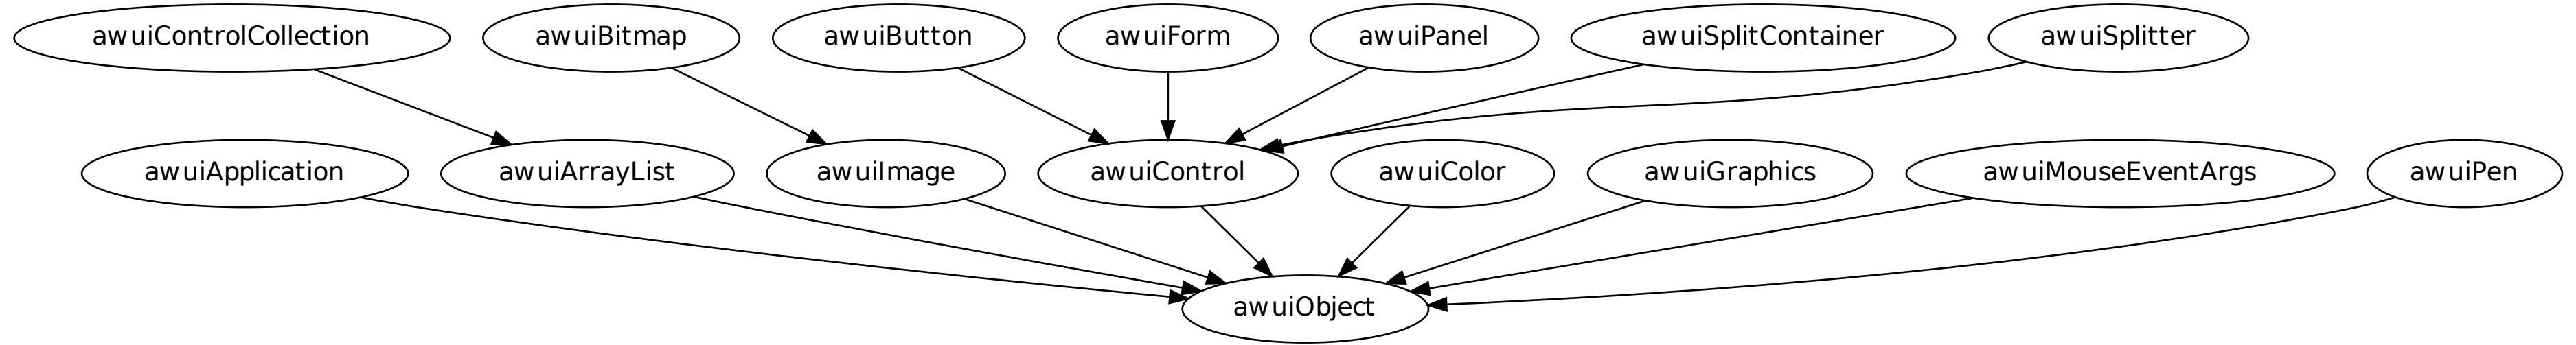 awuiControlCollection
awuiBitmap
awuiButton
awuiForm
awuiPanel
awuiSplitContainer
awuiSplitter
awuiApplication
awuiArrayList
awuiImage
awuiControl
awuiColor
awuiGraphics
awuiMouseEventArgs
awuiPen
awuiObject